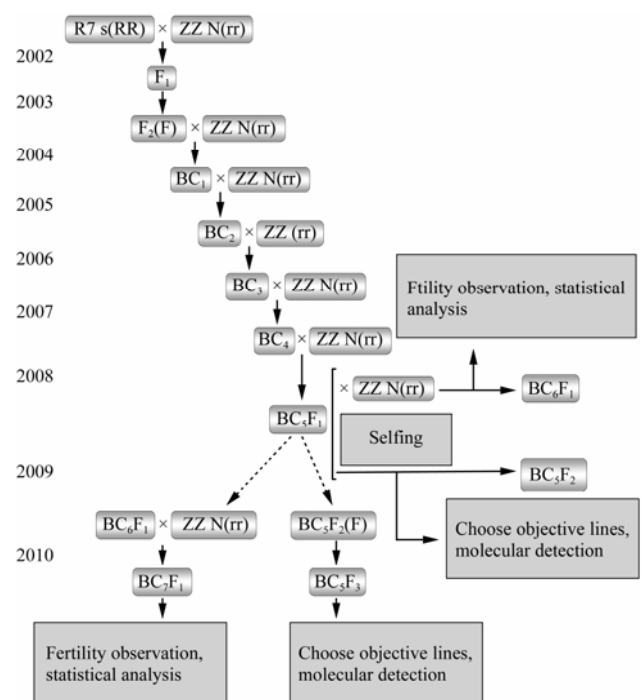 R7 s(RR) × ZZ N(rr)
2002
F₁
2003
F₂(F) × ZZ N(rr)
2004
BC₁ × ZZ N(rr)
2005
BC₂ × ZZ (rr)
2006
BC₃ × ZZ N(rr)
Ftility observation, statistical
analysis
2007
BC₄ × ZZ N(rr)
2008
× ZZ N(rr)
BC₆F₁
BC₅F₁
Selfing
2009
BC₅F₂
BC₆F₁ × ZZ N(rr)
BC₅F₂(F)
Choose objective lines,
molecular detection
2010
BC₇F₁
BC₅F₃
Fertility observation,
statistical analysis
Choose objective lines,
molecular detection